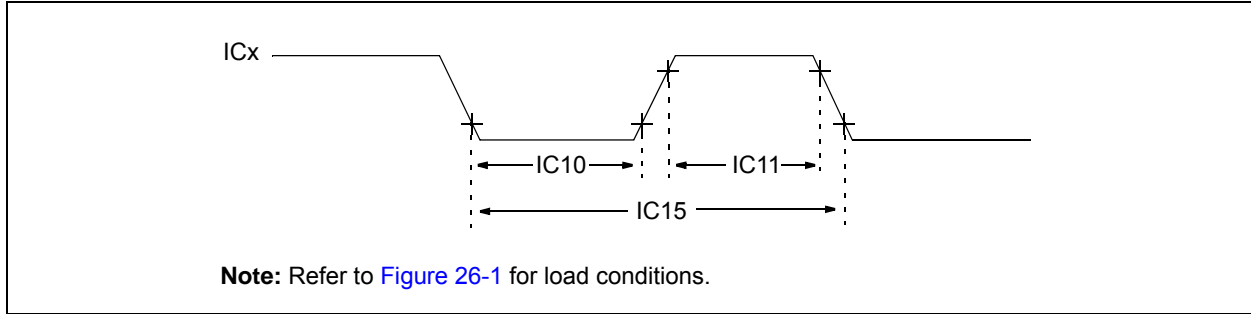 ICx
IC10
IC11
IC15
Note: Refer to Figure 26-1 for load conditions.